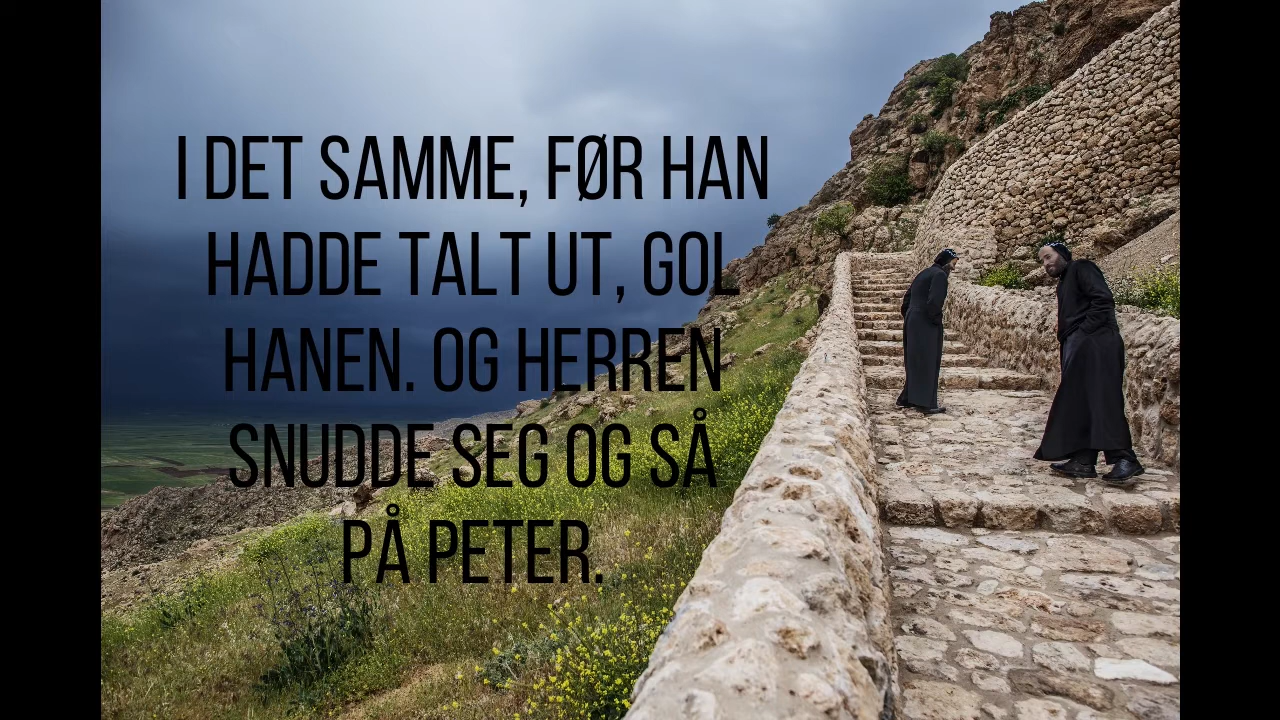 I DET SAMME, FØR HAN
HADDE TALT UT, GOL
HANEN. OG HERREN
SNUDDE SEG OG SÅ
PÅ PETER.